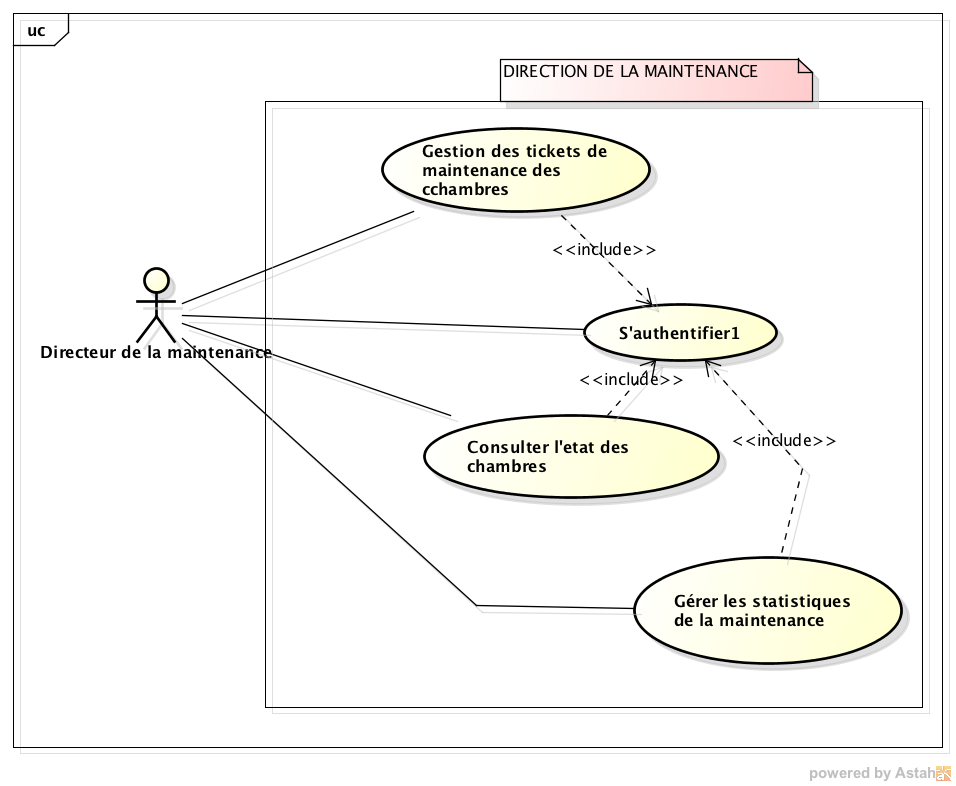 uc
DIRECTION DE LA MAINTENANCE
Gestion des tickets de
maintenance des
cchambres
<<include>>
S'authentifier1
Directeur de la maintenance
<<include>>
<<include>>
Consulter l'etat des
chambres
Gérer les statistiques
de la maintenance
powered by Astah